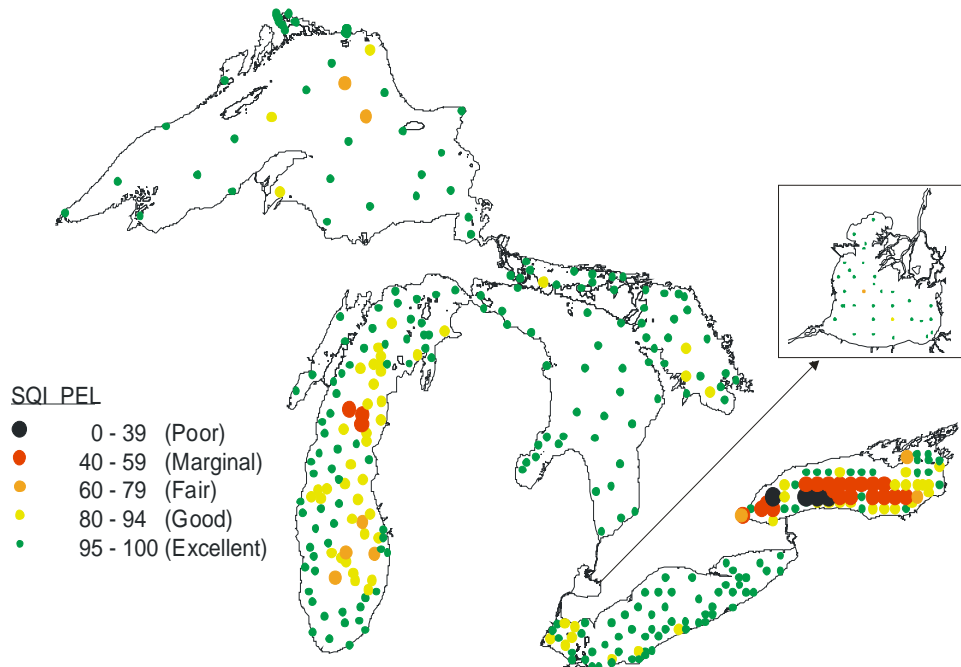 SQI PEL
0 - 39 (Poor)
40 - 59 (Marginal)
60 - 79 (Fair)
80 - 94 (Good)
95 - 100 (Excellent)